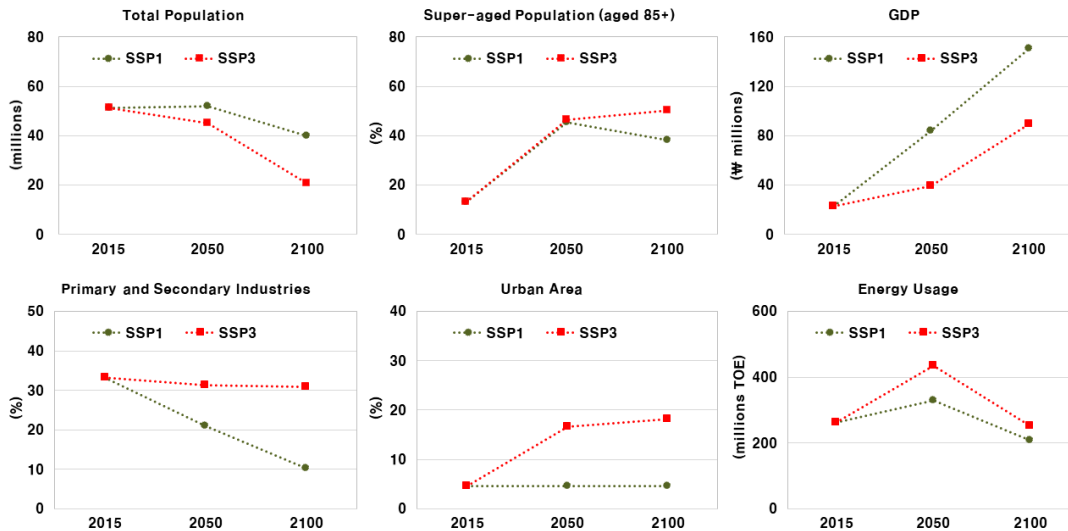 Total Population
80
60
40
20
0
(millions)
SSP1 SSP3
2015 2050 2100
Super-aged Population (aged 85+)
80
60
40
20
0
(%)
SSP1 SSP3
2015 2050 2100
GDP
160
120
80
40
0
(₩ millions)
SSP1 SSP3
2015 2050 2100
Primary and Secondary Industries
50
40
30
20
10
0
(%)
SSP1 SSP3
2015 2050 2100
Urban Area
40
30
20
10
0
(%)
SSP1 SSP3
2015 2050 2100
Energy Usage
600
400
200
0
(millions TOE)
SSP1 SSP3
2015 2050 2100